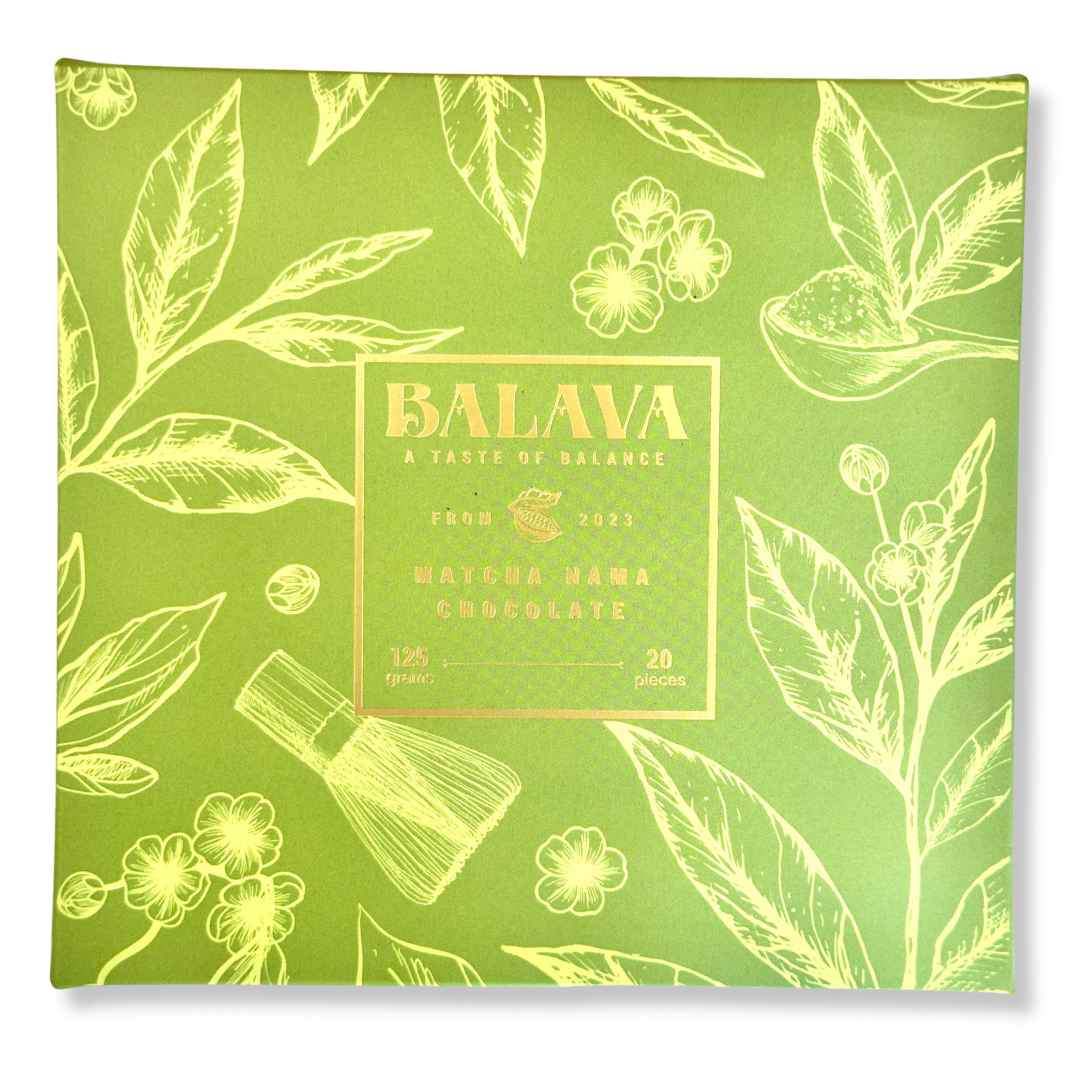 BALAVA
A TASTE OF BALANCE
FROM 2023
MATCHA NAMA
CHOCOLATE
125 20
grams pieces